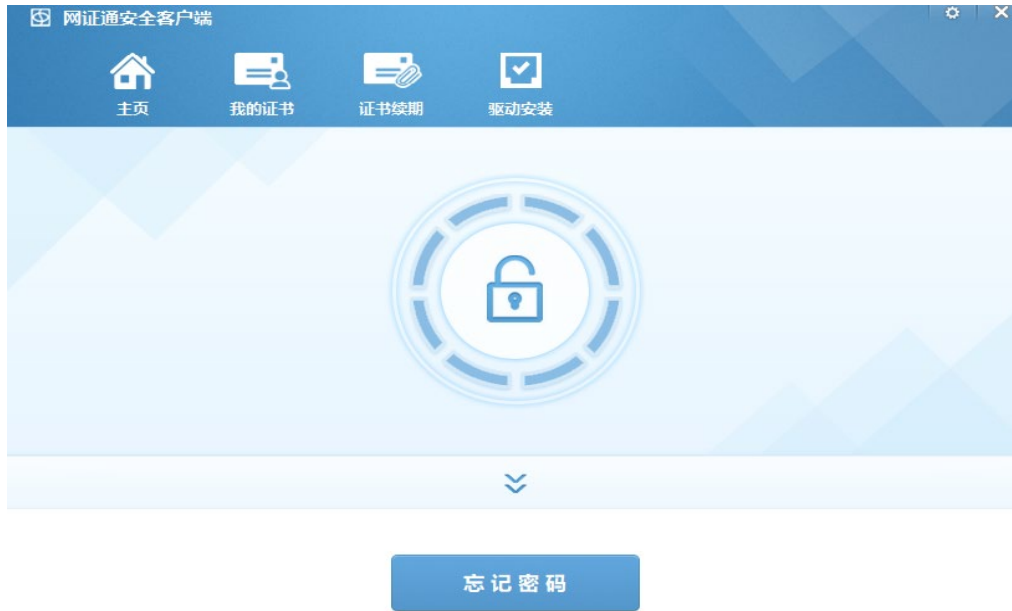 网证通安全客户端
主页
我的证书
证书续期
驱动安装
忘记密码